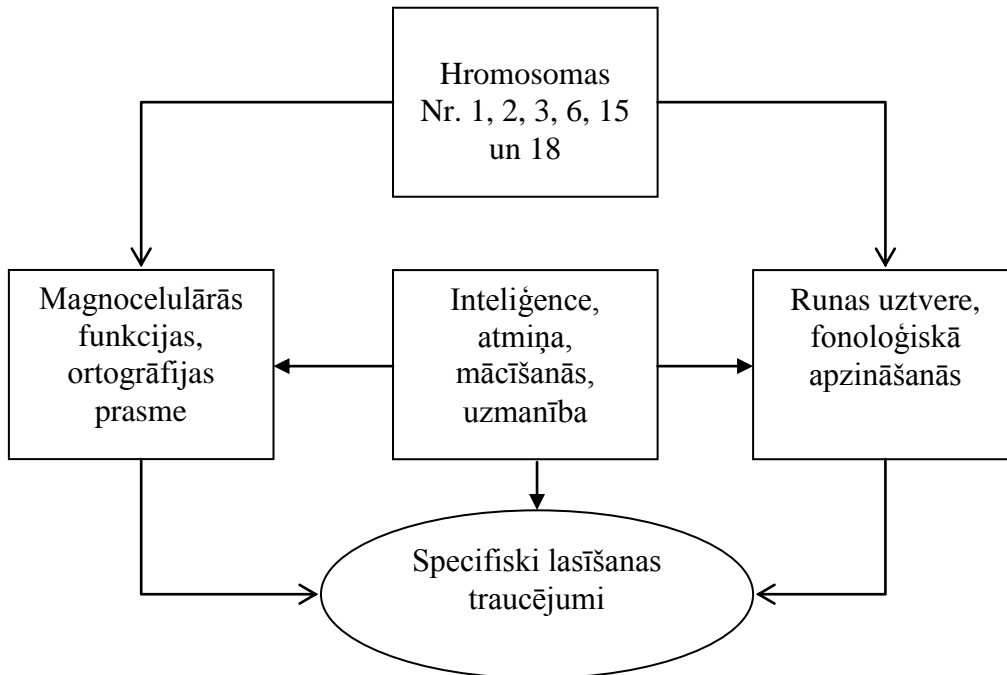 Hromosomas
Nr. 1, 2, 3, 6, 15
un 18
Magnocelulārās
funkcijas,
ortogrāfijas
prasme
Inteliģence,
atmiņa,
mācīšanās,
uzmanība
Runas uztvere,
fonoloģiskā
apzināšanās
Specifiski lasīšanas
traucējumi